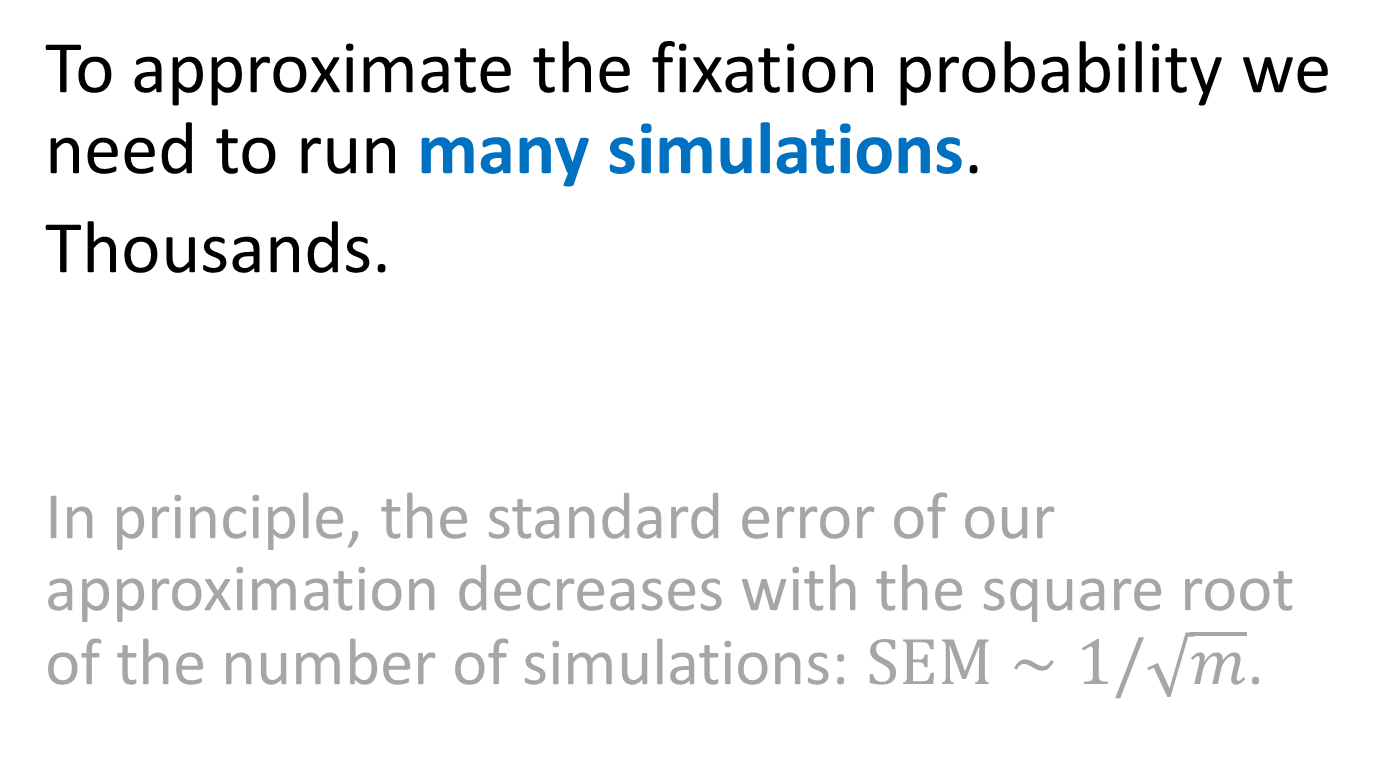 To approximate the fixation probability we
need to run many simulations.
Thousands.
In principle, the standard error of our
approximation decreases with the square root
of the number of simulations: SEM ~ 1/√m.